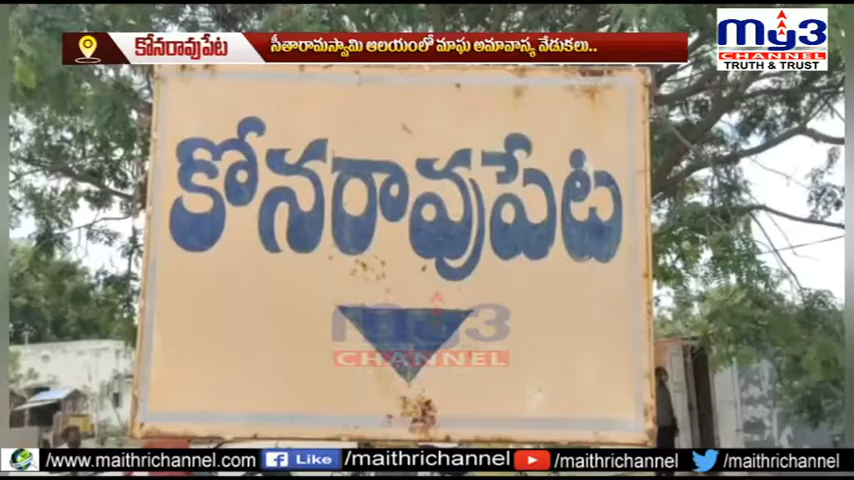 కోనరావుపేట
సీతారామస్వామి ఆలయంలో మాఘ అమావాస్య వేడుకలు..
my3
CHANNEL
TRUTH & TRUST
కోనరావుపేట
my3
CHANNEL
/www.maithrichannel.com
f Like
/maithrichannel.com
/maithrichannel
/maithrichannel.